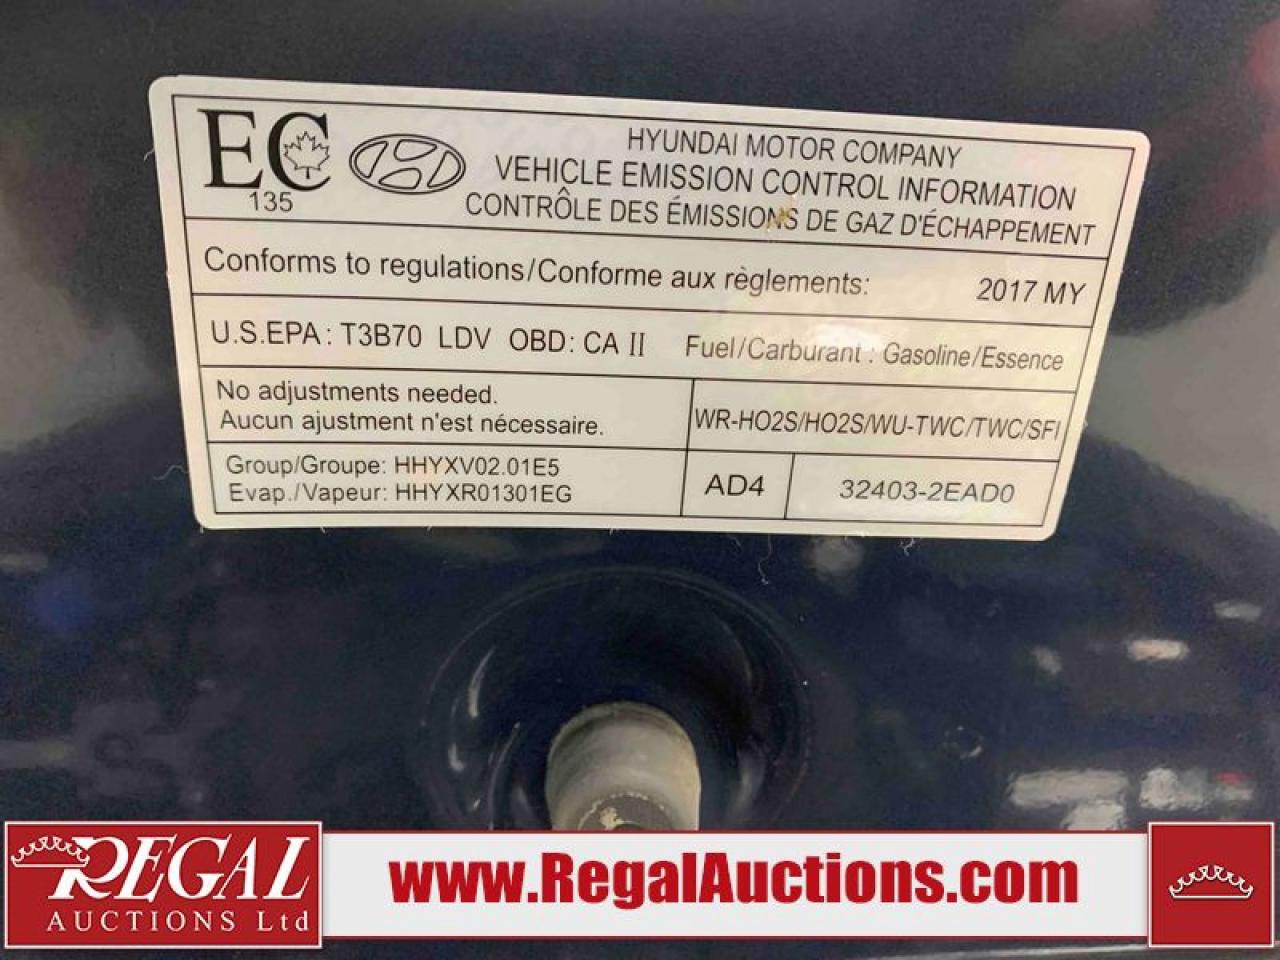 EC
135
HYUNDAI MOTOR COMPANY
VEHICLE EMISSION CONTROL INFORMATION
CONTRÔLE DES ÉMISSIONS DE GAZ D'ÉCHAPPEMENT
Conforms to regulations/Conforme aux règlements: 2017 MY
U.S.EPA: T3B70 LDV OBD: CA II Fuel/Carburant : Gasoline/Essence
No adjustments needed.
Aucun ajustment n'est nécessaire.
WR-HO2S/HO2S/WU-TWC/TWC/SFI
Group/Groupe: HHYXV02.01E5
Evap./Vapeur: HHYXR01301EG
AD4
32403-2EAD0
REGAL
AUCTIONS Ltd
www.RegalAuctions.com